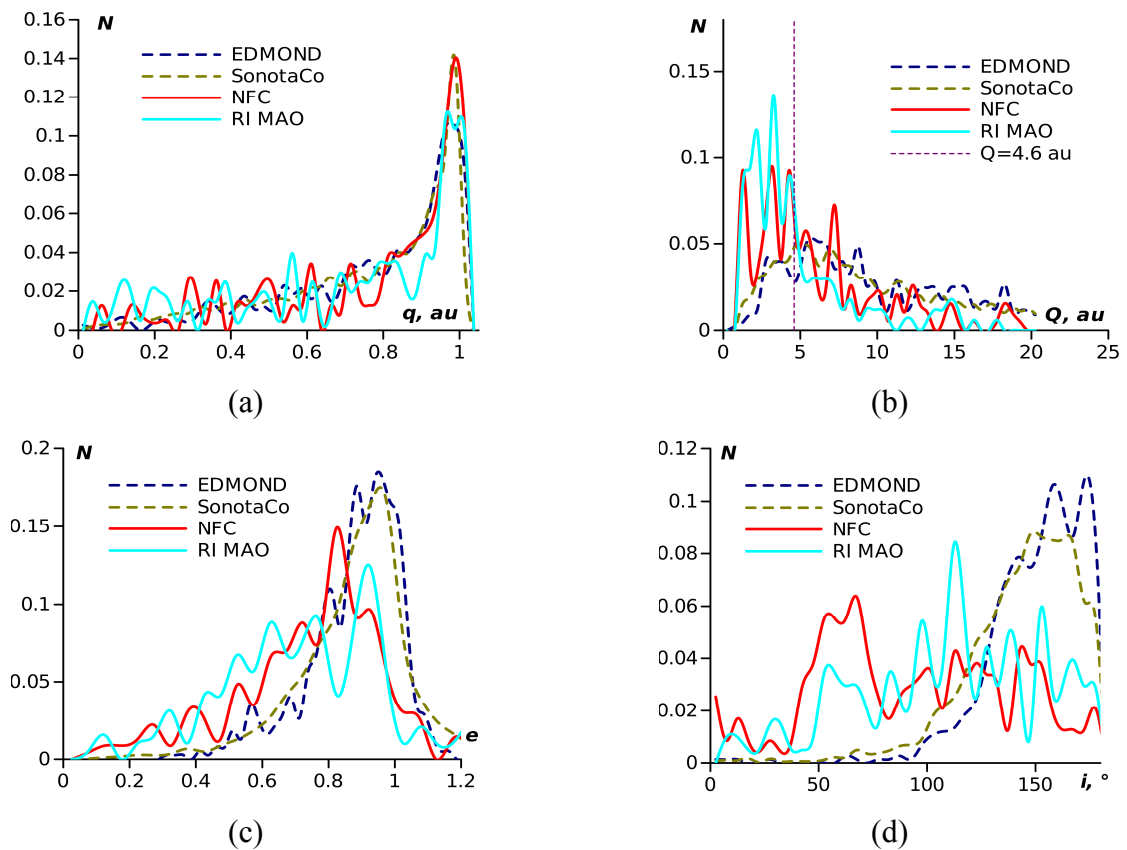 N
0.16
0.14
0.12
0.1
0.08
0.06
0.04
0.02
0
EDMOND
SonotaCo
NFC
RI MAO
q, au
0 0.2 0.4 0.6 0.8 1
(a)
N
0.15
0.1
0.05
0
EDMOND
SonotaCo
NFC
RI MAO
Q=4.6 au
Q, au
0 5 10 15 20 25
(b)
N
0.2
0.15
0.1
0.05
0
EDMOND
SonotaCo
NFC
RI MAO
e
0 0.2 0.4 0.6 0.8 1 1.2
(c)
N
0.12
0.1
0.08
0.06
0.04
0.02
0
EDMOND
SonotaCo
NFC
RI MAO
0 50 100 150 i, °
(d)